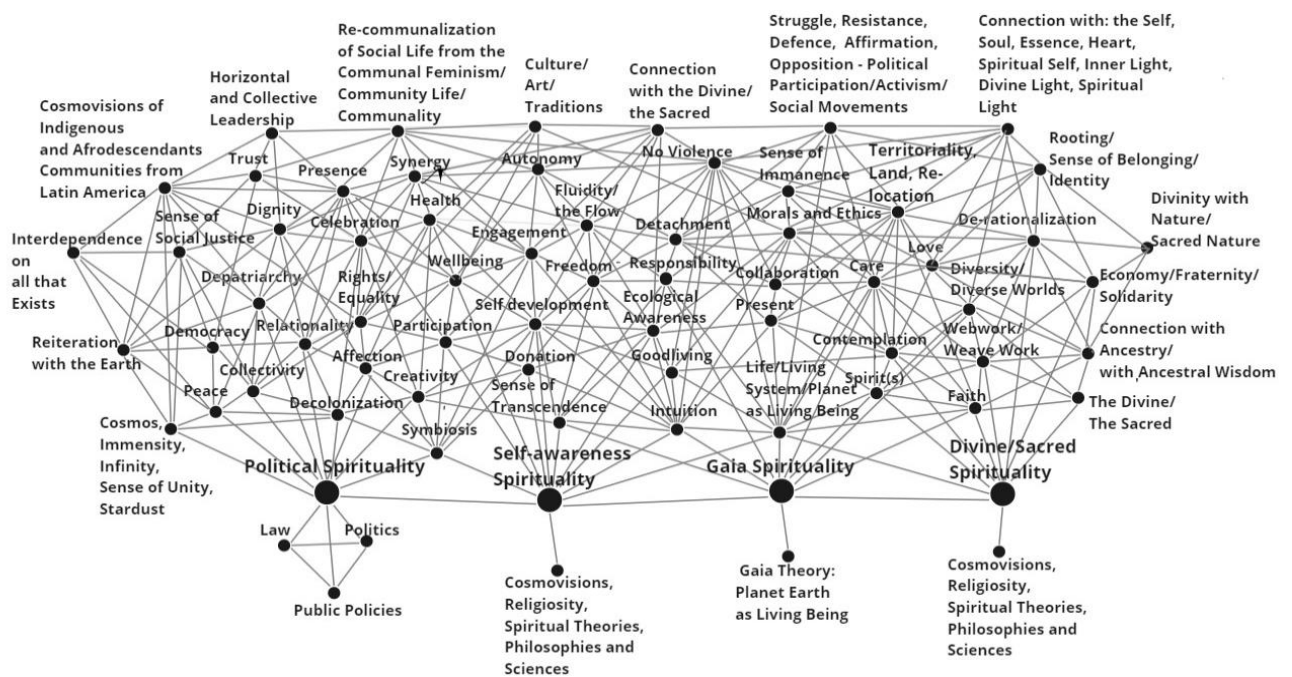 Cosmovisions of
Indigenous
and Afrodescendants
Communities from
Latin America
Horizontal
and Collective
Leadership
Re-communalization
of Social Life from the
Communal Feminism/
Community Life/
Communality
Culture/
Art/
Traditions
Connection
with the Divine/
the Sacred
Struggle, Resistance,
Defence, Affirmation,
Opposition - Political
Participation/Activism/
Social Movements
Connection with: the Self,
Soul, Essence, Heart,
Spiritual Self, Inner Light,
Divine Light, Spiritual
Light
Trust
Presence
Synergy
Autonomy
No Violence
Sense of
Immanence
Territoriality,
Land, Re-
location
Rooting/
Sense of Belonging/
Identity
Interdependence
on
all that
Exists
Sense of
Social Justice
Dignity
Celebration
Health
Engagement
Fluidity/
the Flow
Detachment
Morals and Ethics
De-rationalization
Divinity with
Nature/
Sacred Nature
Depatriarchy
Rights/
Equality
Wellbeing
Freedom
Responsibility
Collaboration
Care
Love
Diversity/
Diverse Worlds
Economy/Fraternity/
Solidarity
Reiteration
with the Earth
Democracy
Relationality
Participation
Self development
Ecological
Awareness
Present
Contemplation
Webwork/
Weave Work
Connection with
Ancestry/
with Ancestral Wisdom
Peace
Collectivity
Affection
Creativity
Donation
Sense of
Transcendence
Goodliving
Life/Living
System/Planet
as Living Being
Spirit(s)
Faith
The Divine/
The Sacred
Cosmos,
Immensity,
Infinity,
Sense of Unity,
Stardust
Decolonization
Symbiosis
Intuition
Political Spirituality
Self-awareness
Spirituality
Gaia Spirituality
Divine/Sacred
Spirituality
Law
Politics
Public Policies
Cosmovisions,
Religiosity,
Spiritual Theories,
Philosophies and
Sciences
Gaia Theory:
Planet Earth
as Living Being
Cosmovisions,
Religiosity,
Spiritual Theories,
Philosophies and
Sciences